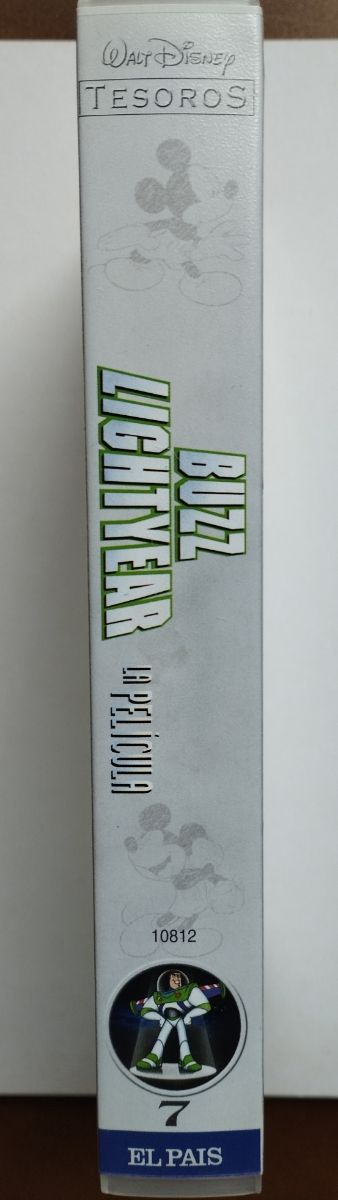 WALT DISNEY
TESOROS
BUZZ
LIGHTYEAR
LA PELÍCULA
10812
7
EL PAIS